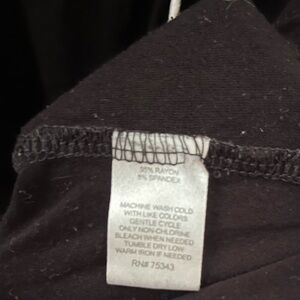 95% RAYON
5% SPANDEX
MACHINE WASH COLD
WITH LIKE COLORS
GENTLE CYCLE
ONLY NON-CHLORINE
BLEACH WHEN NEEDED
TUMBLE DRY LOW
WARM IRON IF NEEDED
RN# 75343